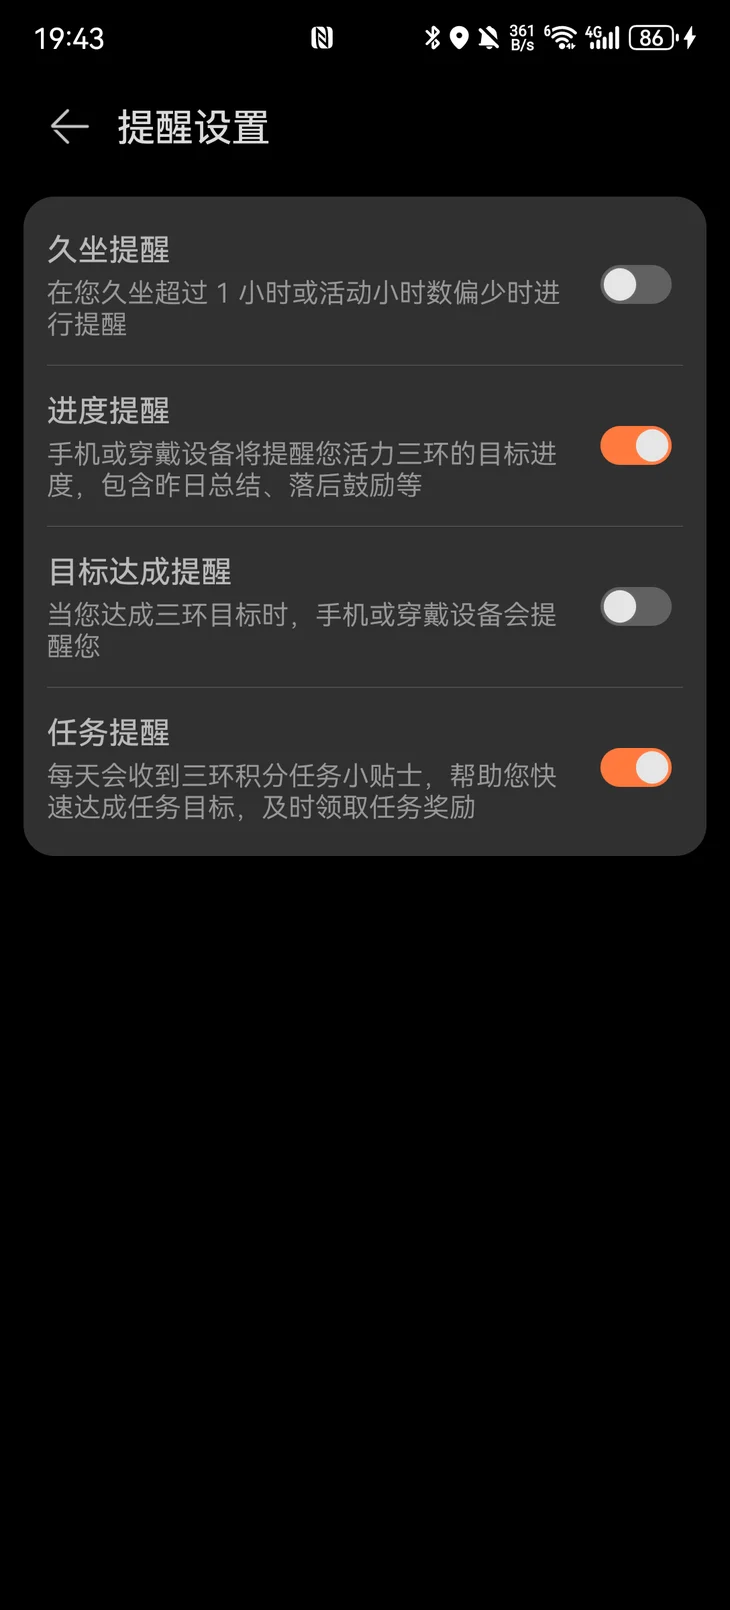 19:43
361 B/s
6
4G
86
提醒设置
久坐提醒
在您久坐超过 1 小时或活动小时数偏少时进
行提醒
进度提醒
手机或穿戴设备将提醒您活力三环的目标进
度，包含昨日总结、落后鼓励等
目标达成提醒
当您达成三环目标时，手机或穿戴设备会提
醒您
任务提醒
每天会收到三环积分任务小贴士，帮助您快
速达成任务目标，及时领取任务奖励